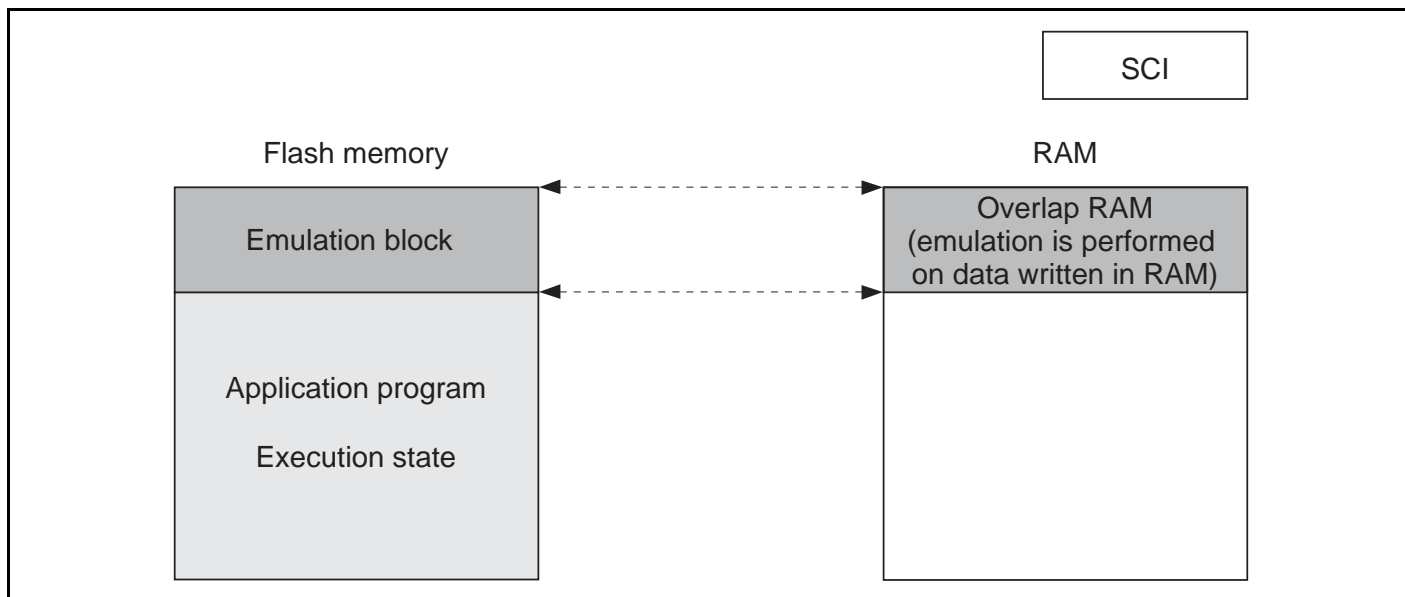 SCI
Flash memory
RAM
Emulation block
Overlap RAM
(emulation is performed
on data written in RAM)
Application program
Execution state